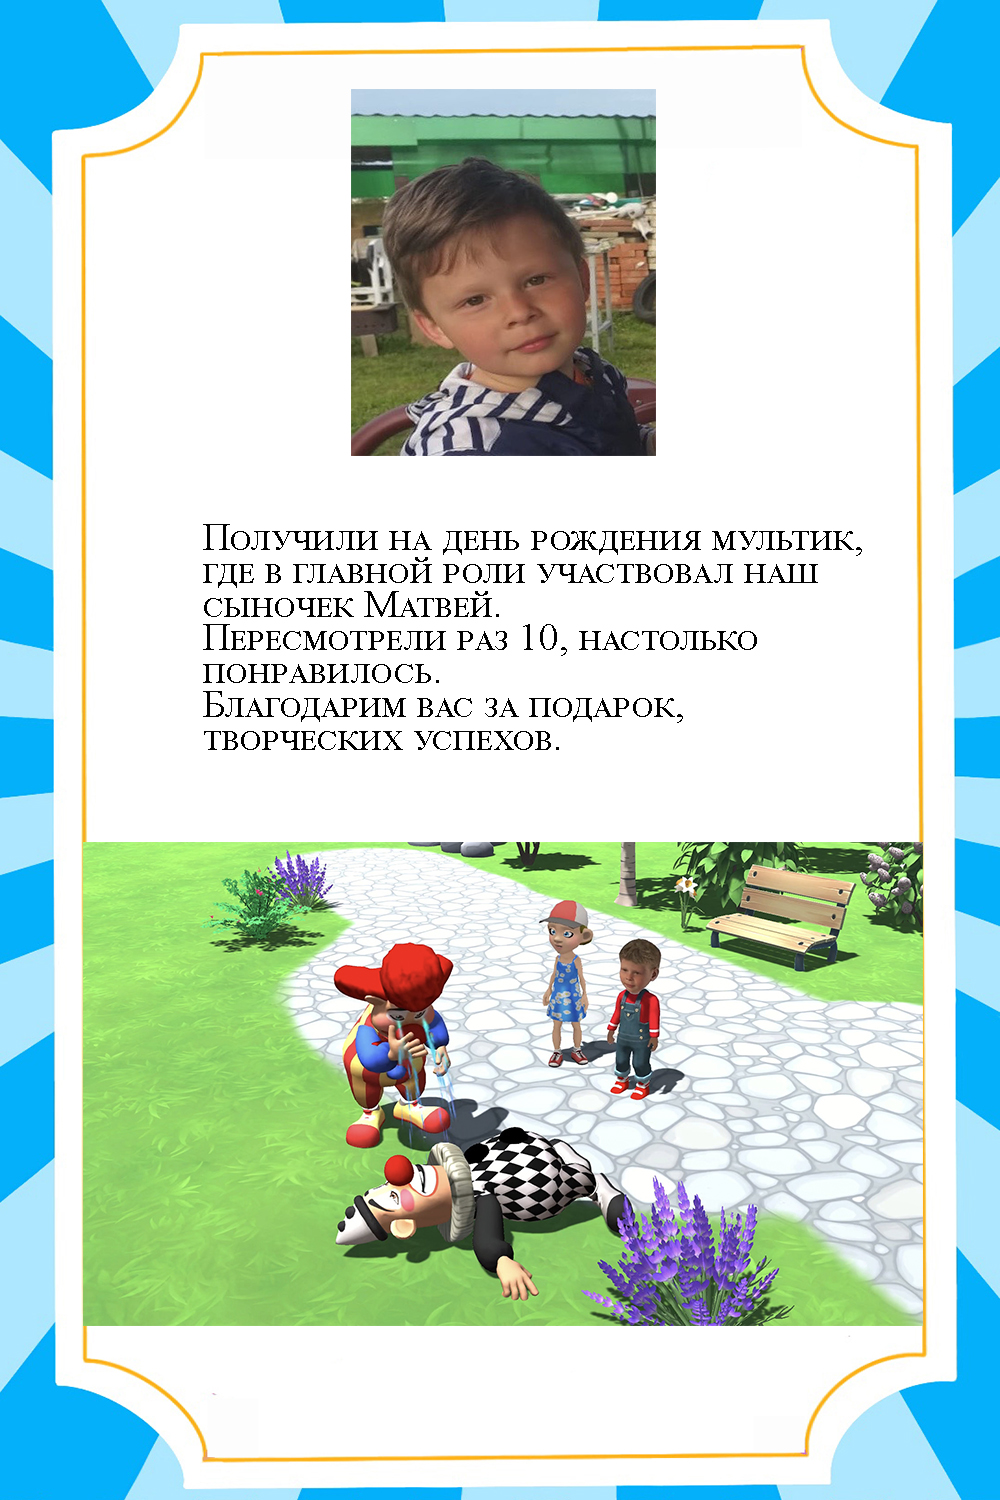 Получили на день рождения мультик,
где в главной роли участвовал наш
сыночек Матвей.
Пересмотрели раз 10, настолько
понравилось.
Благодарим вас за подарок,
творческих успехов.